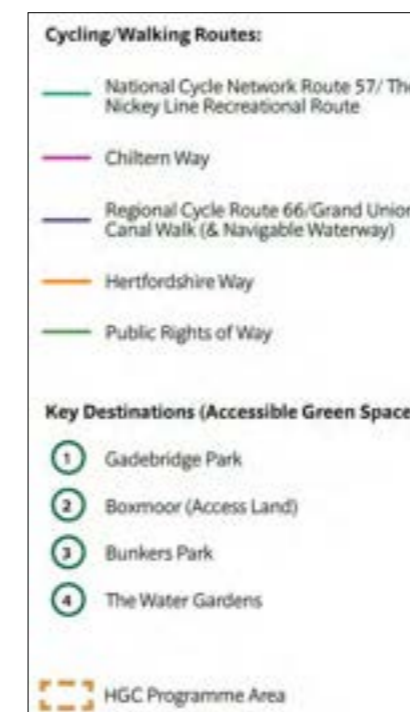 Cycling/Walking Routes:
National Cycle Network Route 57/ The
Nickey Line Recreational Route
Chiltern Way
Regional Cycle Route 66/Grand Union
Canal Walk (& Navigable Waterway)
Hertfordshire Way
Public Rights of Way
Key Destinations (Accessible Green Space
1 Gadebridge Park
2 Boxmoor (Access Land)
3 Bunkers Park
4 The Water Gardens
HGC Programme Area